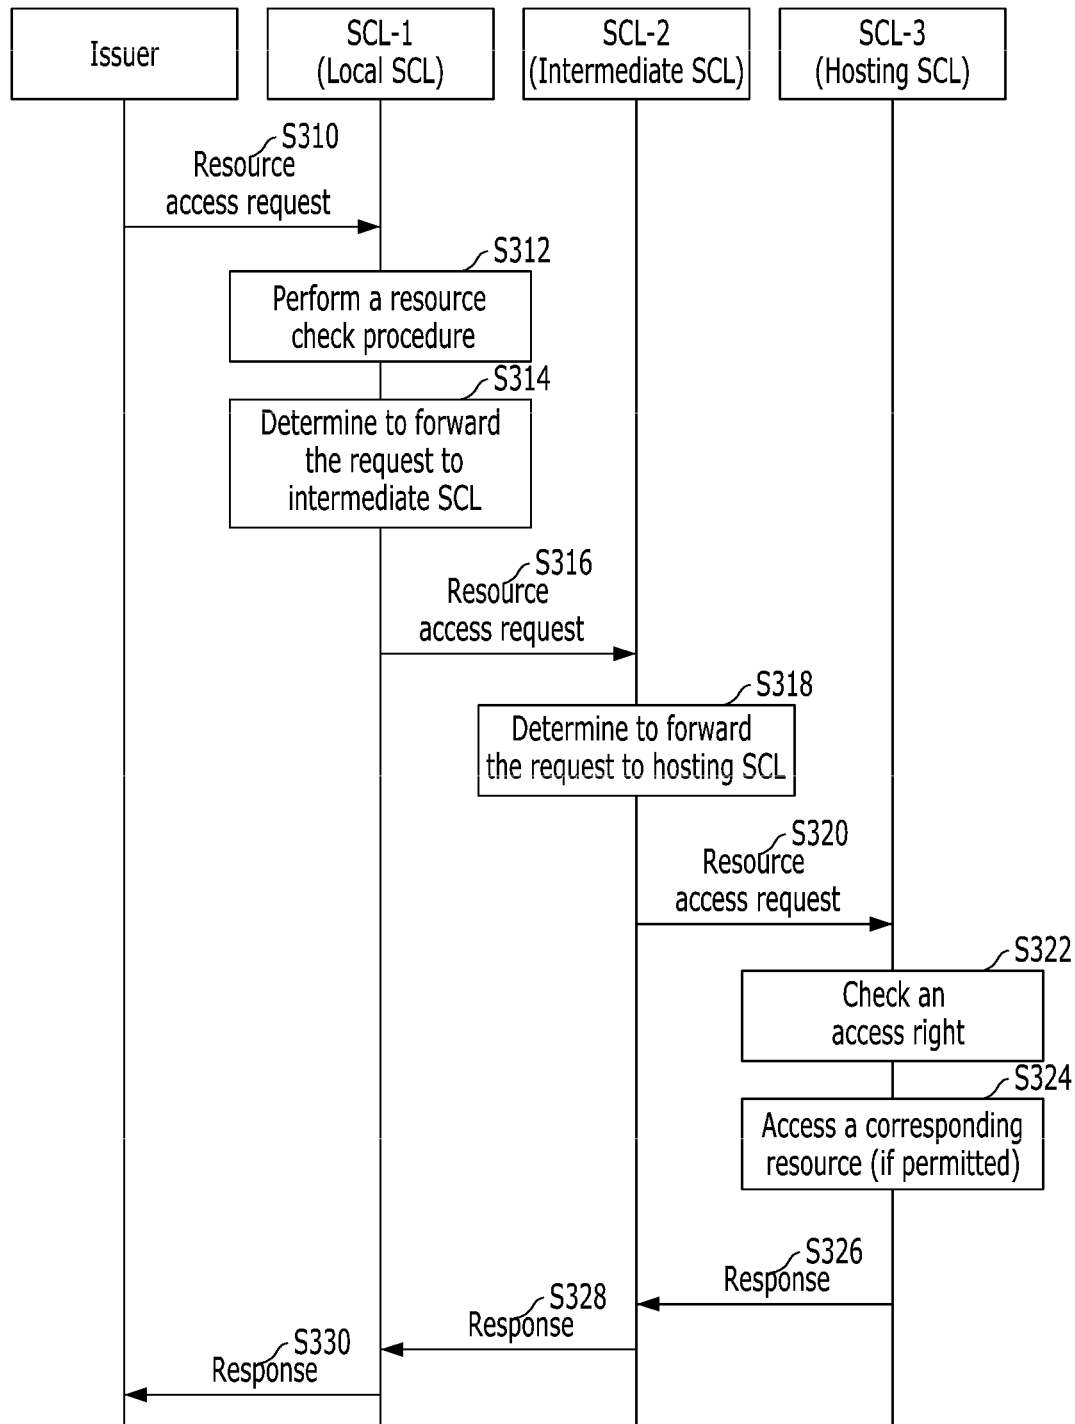 Issuer
SCL-1
(Local SCL)
SCL-2
(Intermediate SCL)
SCL-3
(Hosting SCL)
S310
Resource
access request
S312
Perform a resource
check procedure
S314
Determine to forward
the request to
intermediate SCL
S316
Resource
access request
S318
Determine to forward
the request to hosting SCL
S320
Resource
access request
S322
Check an
access right
S324
Access a corresponding
resource (if permitted)
S326
Response
S328
Response
S330
Response